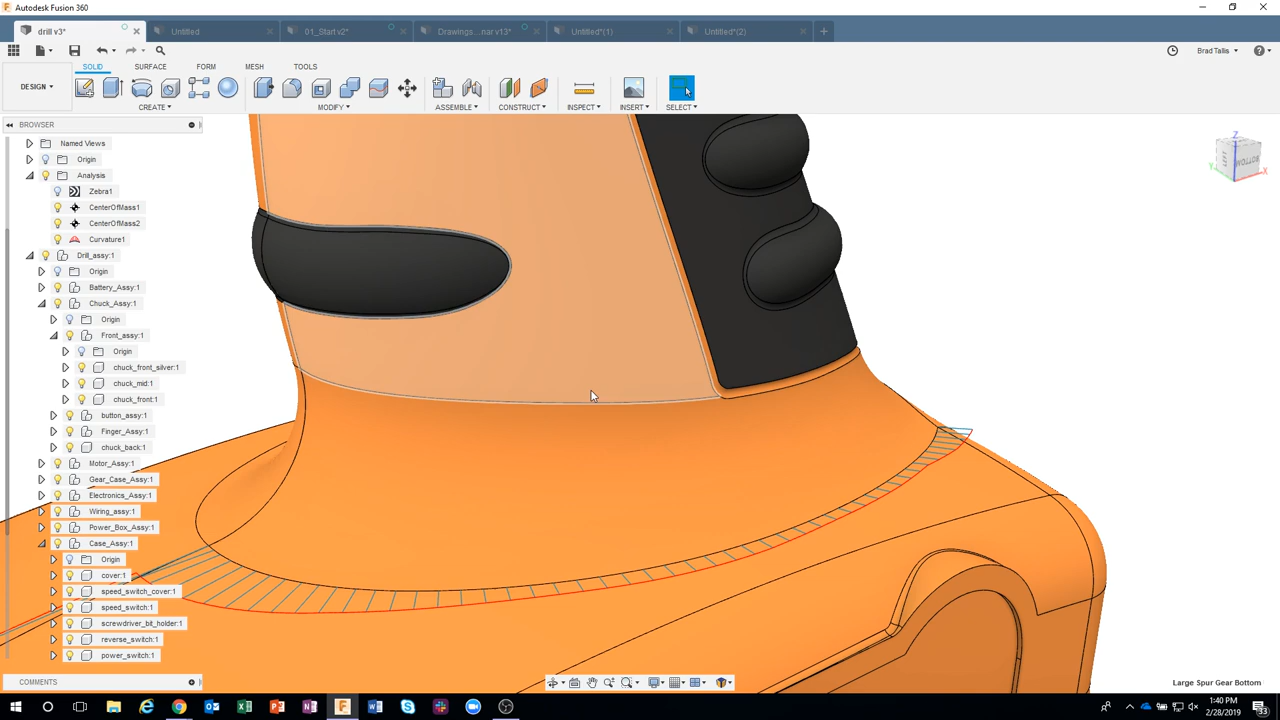 Autodesk Fusion 360
drill v3*
Untitled
01_Start v2*
Drawings...nar v13*
Untitled*(1)
Untitled*(2)
Brad Tallis
DESIGN
SOLID
SURFACE
FORM
MESH
TOOLS
CREATE
MODIFY
ASSEMBLE
CONSTRUCT
INSPECT
INSERT
SELECT
BROWSER
Named Views
Origin
Analysis
Zebra1
CenterOfMass1
CenterOfMass2
Curvature1
Drill_assy:1
Origin
Battery_Assy:1
Chuck_Assy:1
Origin
Front_assy:1
Origin
chuck_front_silver:1
chuck_mid:1
chuck_front:1
button_assy:1
Finger_Assy:1
chuck_back:1
Motor_Assy:1
Gear_Case_Assy:1
Electronics_Assy:1
Wiring_assy:1
Power_Box_Assy:1
Case_Assy:1
Origin
cover:1
speed_switch_cover:1
speed_switch:1
screwdriver_bit_holder:1
reverse_switch:1
power_switch:1
Z
LEFT
BOTTOM
Y
X
COMMENTS
Large Spur Gear Bottom
1:40 PM
2/28/2019
33